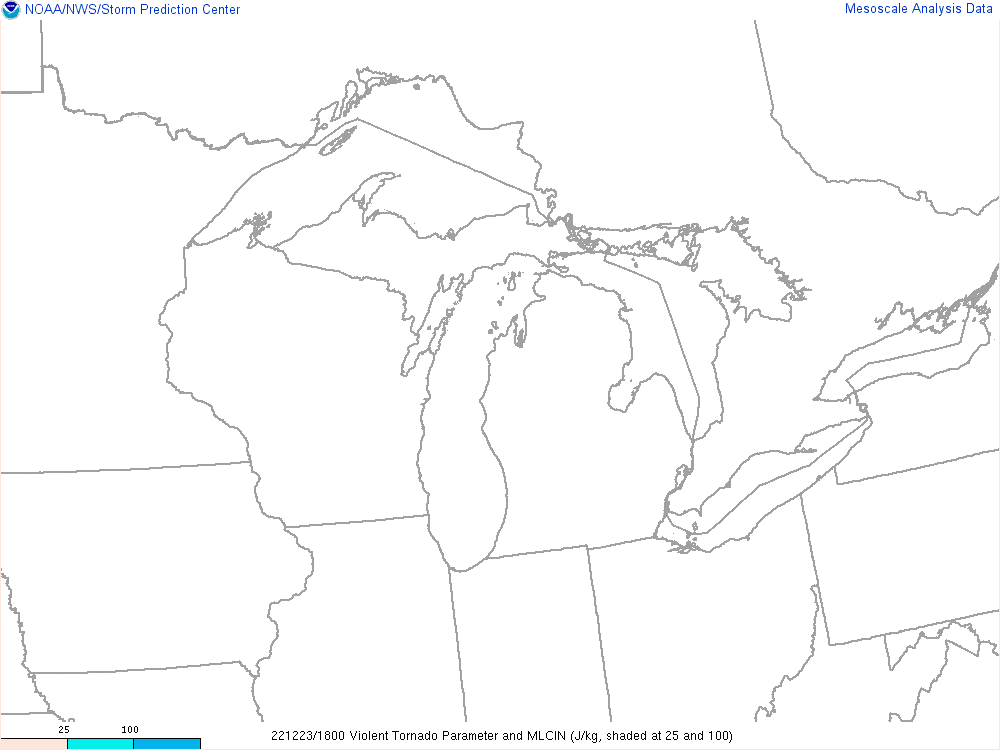 NOAA/NWS/Storm Prediction Center
Mesoscale Analysis Data
25 100
221223/1800 Violent Tornado Parameter and MLCIN (J/kg, shaded at 25 and 100)